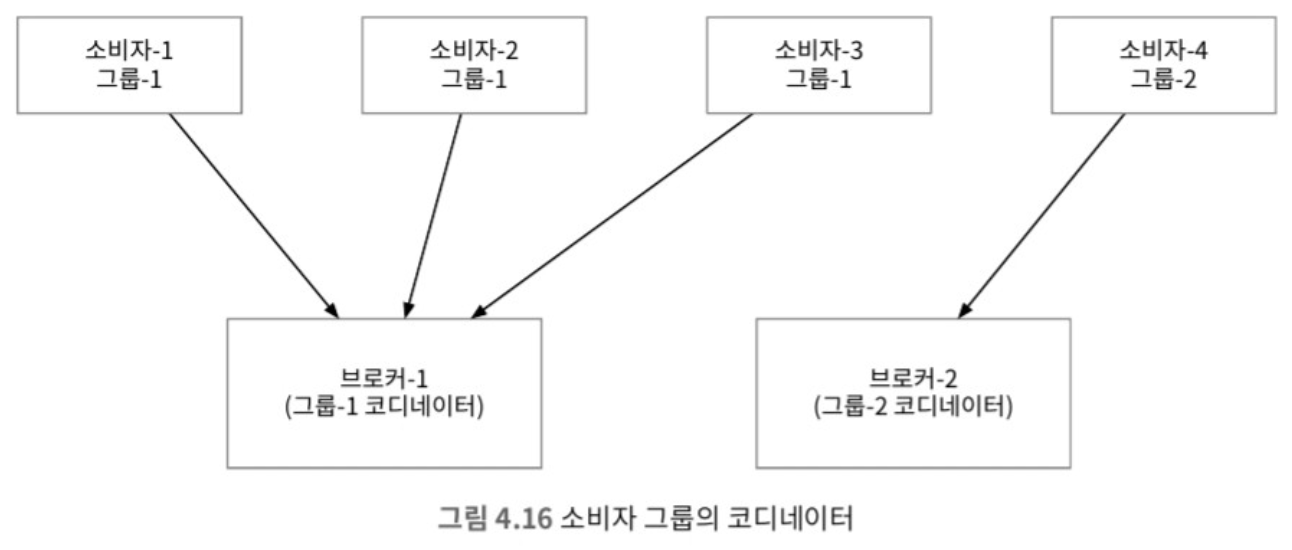 소비자-1
그룹-1
소비자-2
그룹-1
소비자-3
그룹-1
소비자-4
그룹-2
브로커-1
(그룹-1 코디네이터)
브로커-2
(그룹-2 코디네이터)
그림 4.16 소비자 그룹의 코디네이터